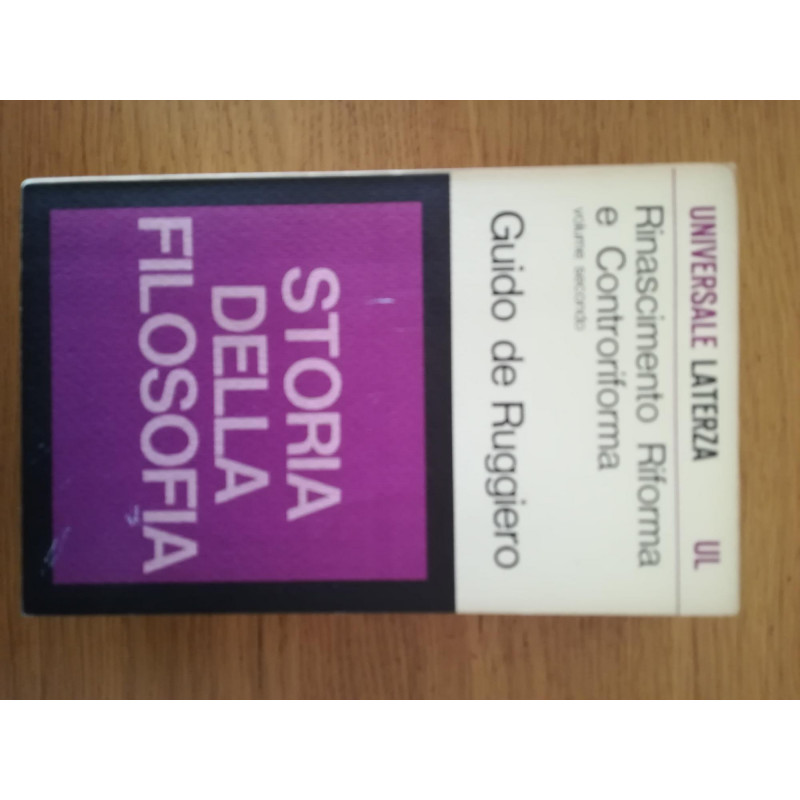 UNIVERSALE LATERZA UL
Rinascimento Riforma
e Controriforma
volume secondo
Guido de Ruggiero
STORIA
DELLA
FILOSOFIA